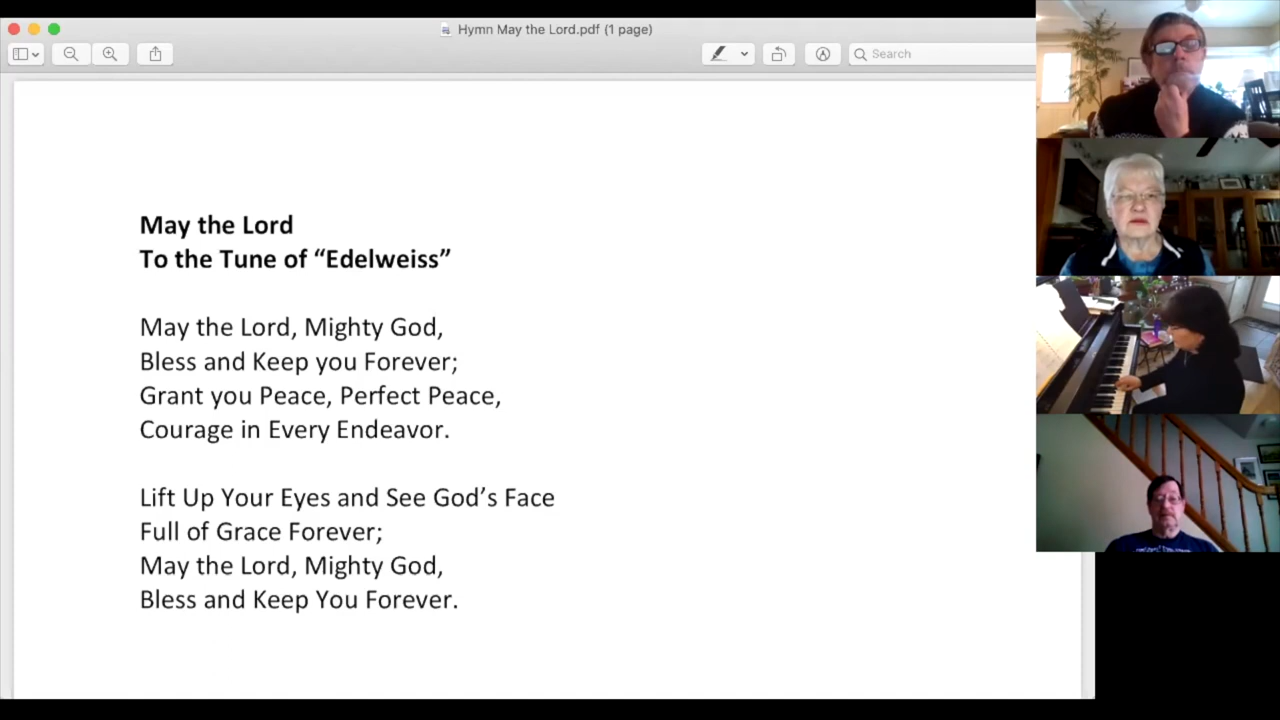 Hymn May the Lord.pdf (1 page)
Search
May the Lord
To the Tune of “Edelweiss”
May the Lord, Mighty God,
Bless and Keep you Forever;
Grant you Peace, Perfect Peace,
Courage in Every Endeavor.
Lift Up Your Eyes and See God’s Face
Full of Grace Forever;
May the Lord, Mighty God,
Bless and Keep You Forever.